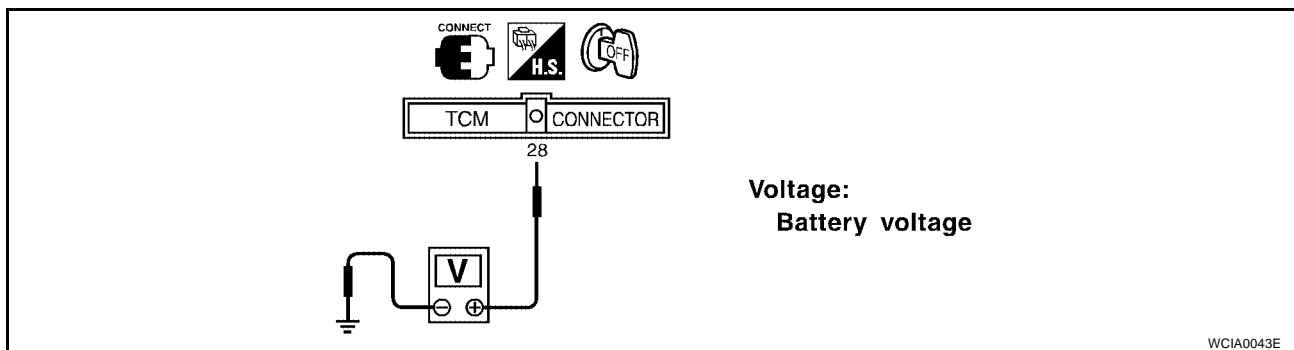 CONNECT
H.S.
OFF
TCM CONNECTOR
28
Voltage:
Battery voltage
V
WCIA0043E